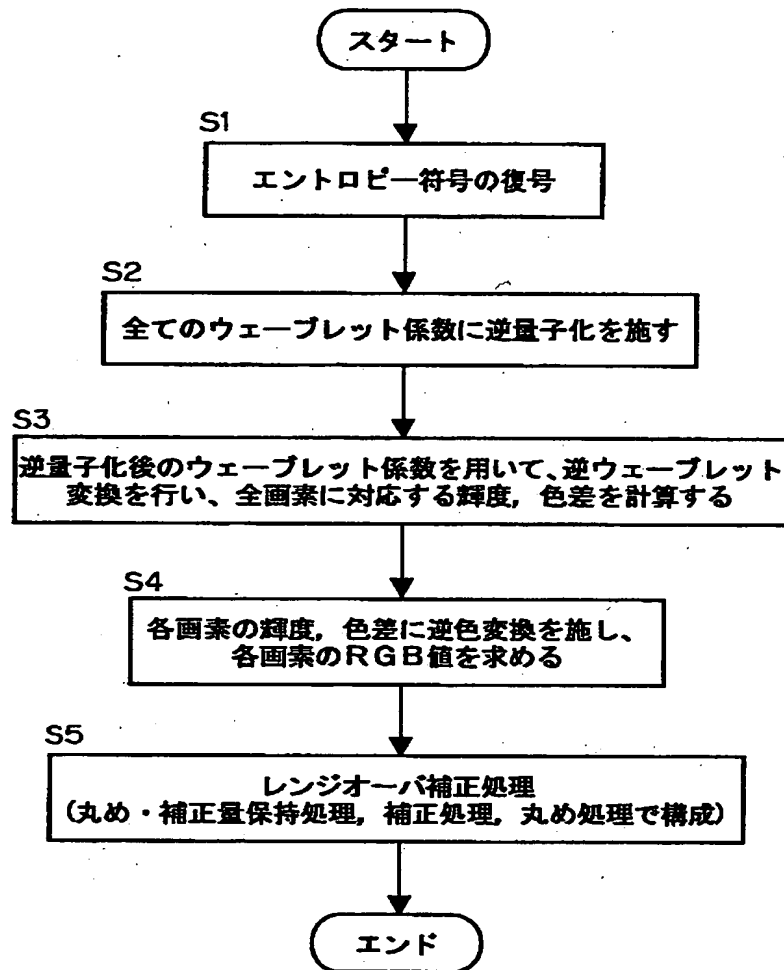 スタート
S1
エントロピー符号の復号
S2
全てのウェーブレット係数に逆量子化を施す
S3
逆量子化後のウェーブレット係数を用いて、逆ウェーブレット
変換を行い、全画素に対応する輝度，色差を計算する
S4
各画素の輝度，色差に逆色変換を施し、
各画素のＲＧＢ値を求める
S5
レンジオーバ補正処理
(丸め・補正量保持処理，補正処理，丸め処理で構成)
エンド